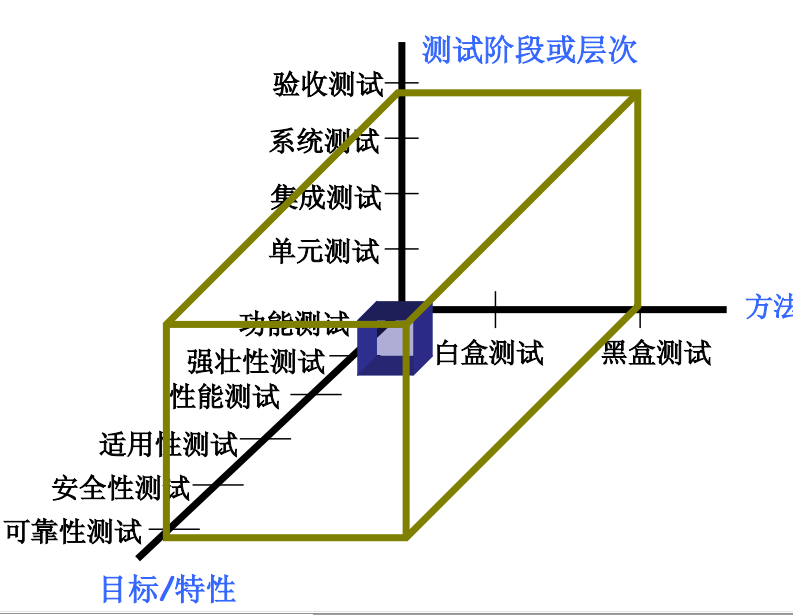 测试阶段或层次
验收测试
系统测试
集成测试
单元测试
方法
功能测试
强壮性测试
白盒测试
黑盒测试
性能测试
适用性测试
安全性测试
可靠性测试
目标/特性